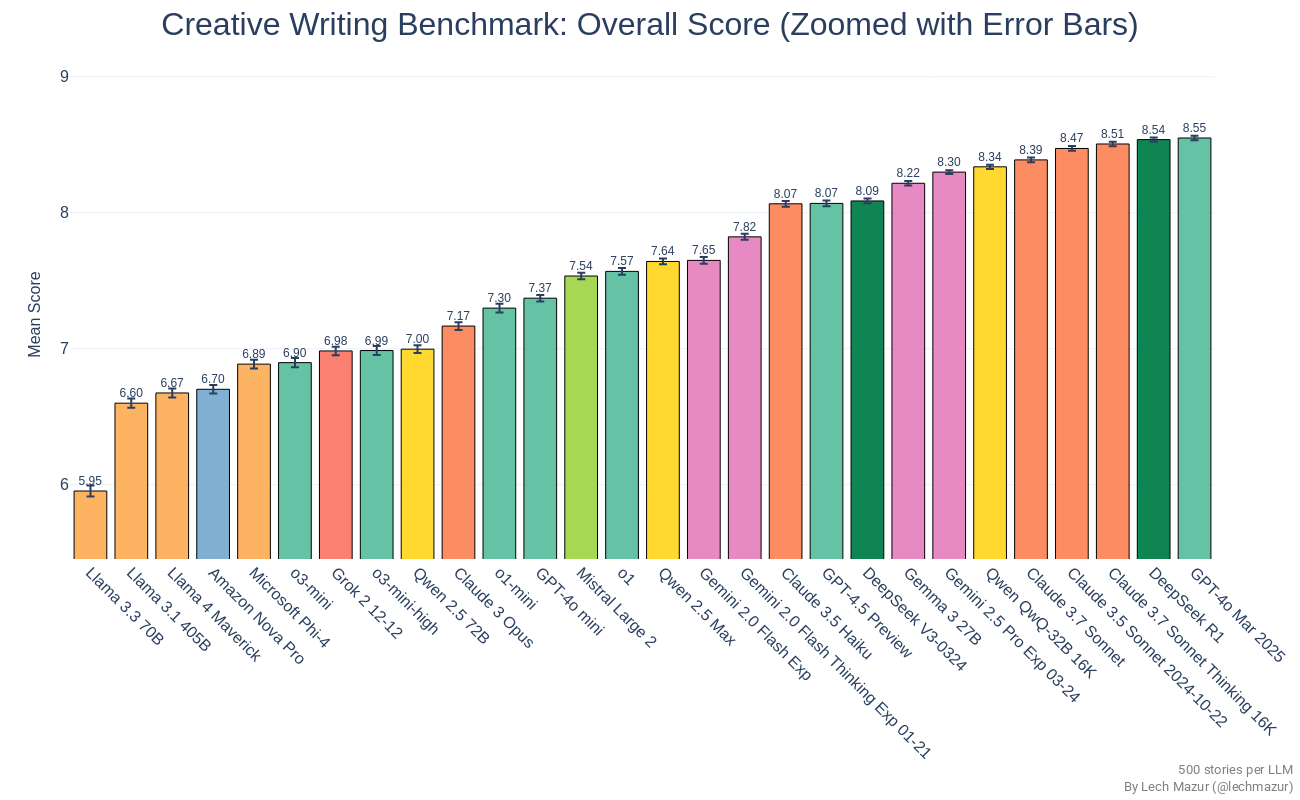 Creative Writing Benchmark: Overall Score (Zoomed with Error Bars)
Mean Score
9
8
7
6
5.95
6.60
6.67
6.70
6.89
6.90
6.98
6.99
7.00
7.17
7.30
7.37
7.54
7.57
7.64
7.65
7.82
8.07
8.07
8.09
8.22
8.30
8.34
8.39
8.47
8.51
8.54
8.55
Llama 3.3 70B
Llama 3.1 405B
Llama 4 Maverick
Amazon Nova Pro
Microsoft Phi-4
o3-mini
Grok 2 12-12
o3-mini-high
Qwen 2.5 72B
Claude 3 Opus
o1-mini
GPT-4o mini
Mistral Large 2
o1
Qwen 2.5 Max
Gemini 2.0 Flash Exp
Gemini 2.0 Flash Thinking Exp 01-21
Claude 3.5 Haiku
GPT-4.5 Preview
DeepSeek V3-0324
Gemma 3 27B
Gemini 2.5 Pro Exp 03-24
Qwen QwQ-32B 16K
Claude 3.7 Sonnet
Claude 3.5 Sonnet 2024-10-22
Claude 3.7 Sonnet Thinking 16K
DeepSeek R1
GPT-4o Mar 2025
500 stories per LLM
By Lech Mazur (@lechmazur)